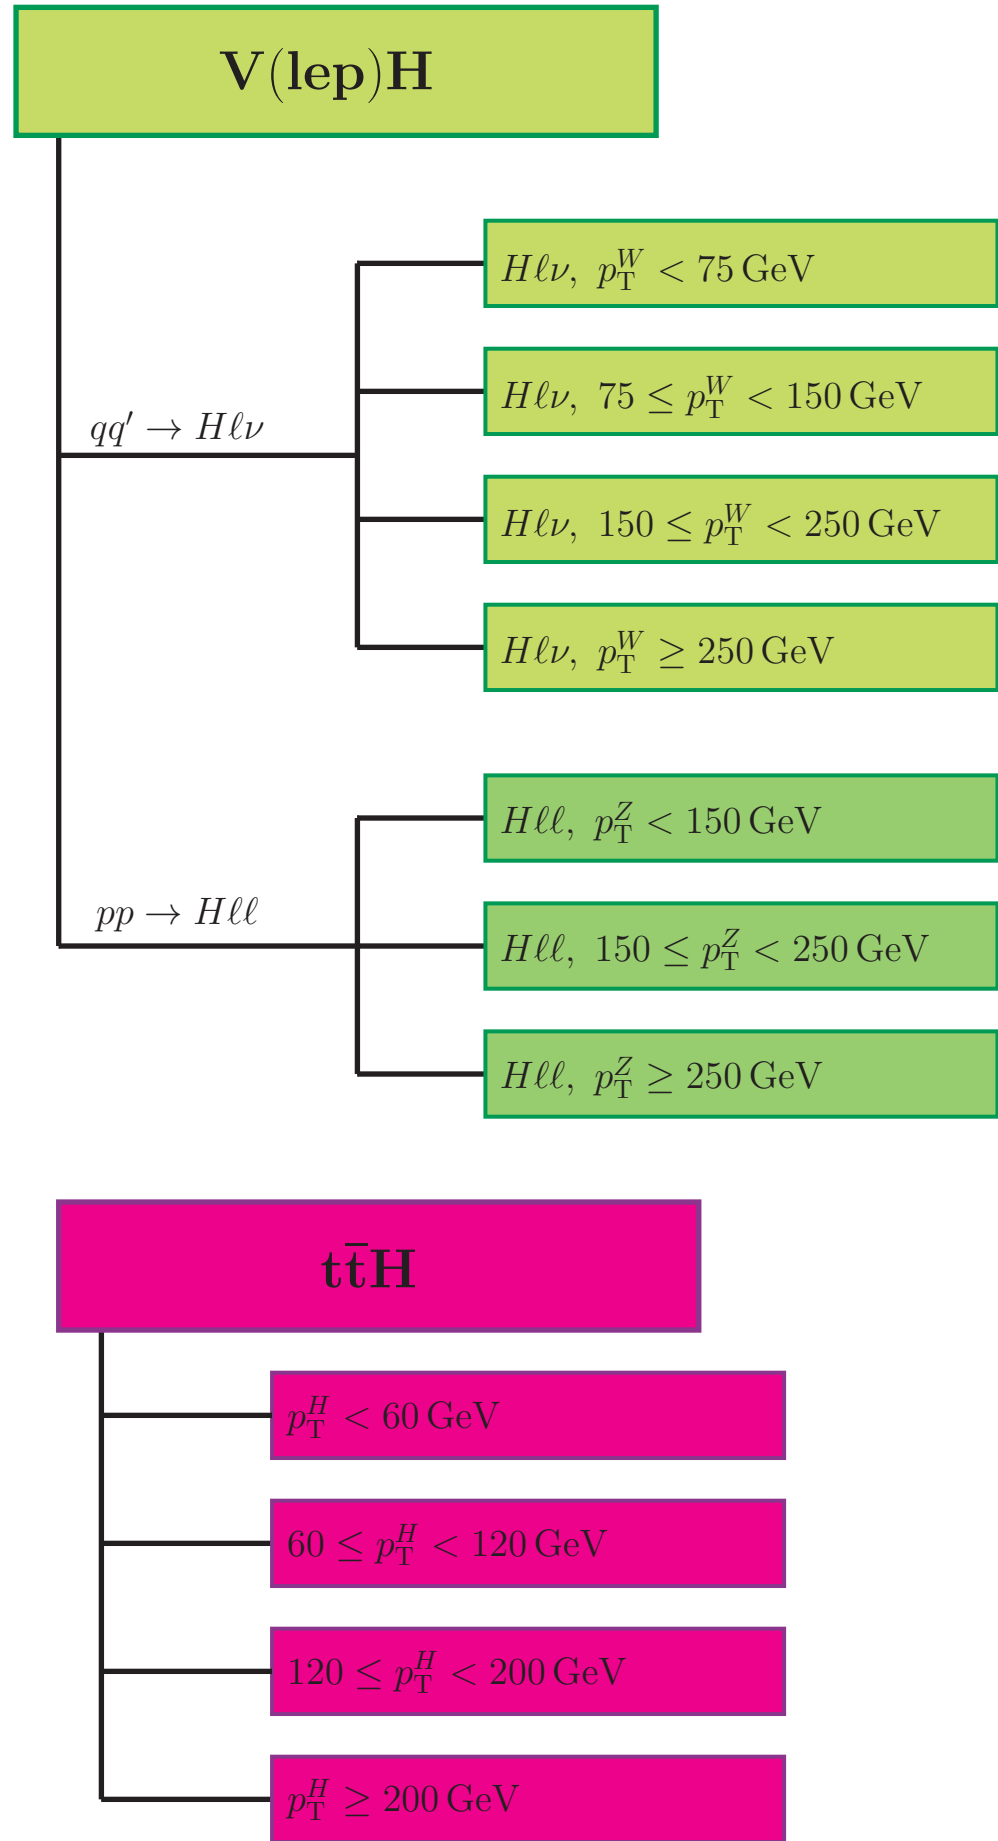 V(lep)H
Hℓν, p_T^W < 75 GeV
Hℓν, 75 ≤ p_T^W < 150 GeV
qq′ → Hℓν
Hℓν, 150 ≤ p_T^W < 250 GeV
Hℓν, p_T^W ≥ 250 GeV
Hℓℓ, p_T^Z < 150 GeV
pp → Hℓℓ
Hℓℓ, 150 ≤ p_T^Z < 250 GeV
Hℓℓ, p_T^Z ≥ 250 GeV
tt̄H
p_T^H < 60 GeV
60 ≤ p_T^H < 120 GeV
120 ≤ p_T^H < 200 GeV
p_T^H ≥ 200 GeV